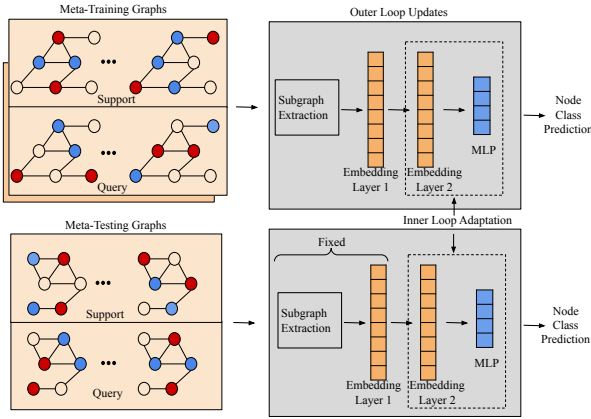 Meta-Training Graphs
•••
•••
Support
•••
Query
Outer Loop Updates
Subgraph
Extraction
Embedding
Layer 1
Embedding
Layer 2
MLP
Node
Class
Prediction
Inner Loop Adaptation
Meta-Testing Graphs
•••
Support
•••
Query
Fixed
Subgraph
Extraction
Embedding
Layer 1
Embedding
Layer 2
MLP
Node
Class
Prediction